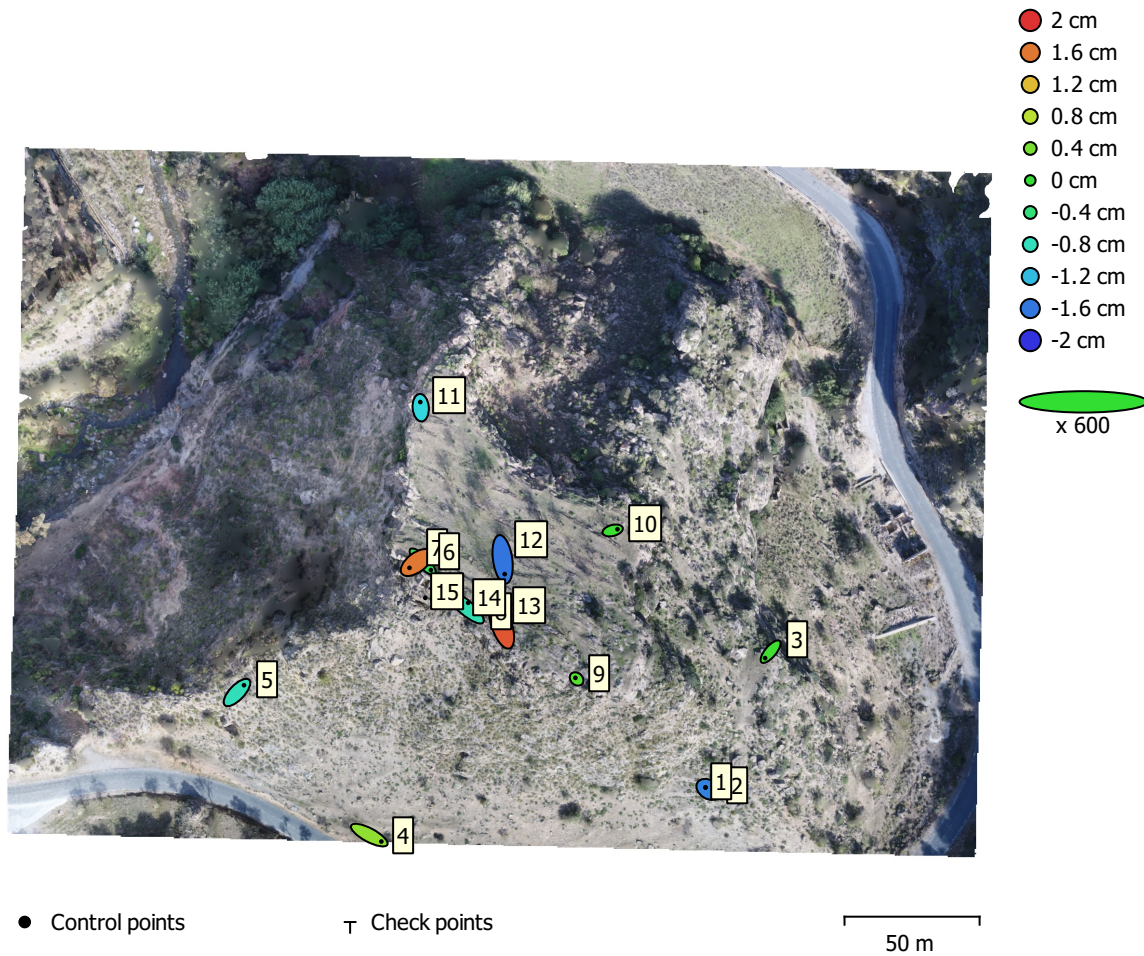 2 cm
1.6 cm
1.2 cm
0.8 cm
0.4 cm
0 cm
-0.4 cm
-0.8 cm
-1.2 cm
-1.6 cm
-2 cm
x 600
11
10
12
6
15
14
13
3
9
5
1
2
4
Control points
Check points
50 m